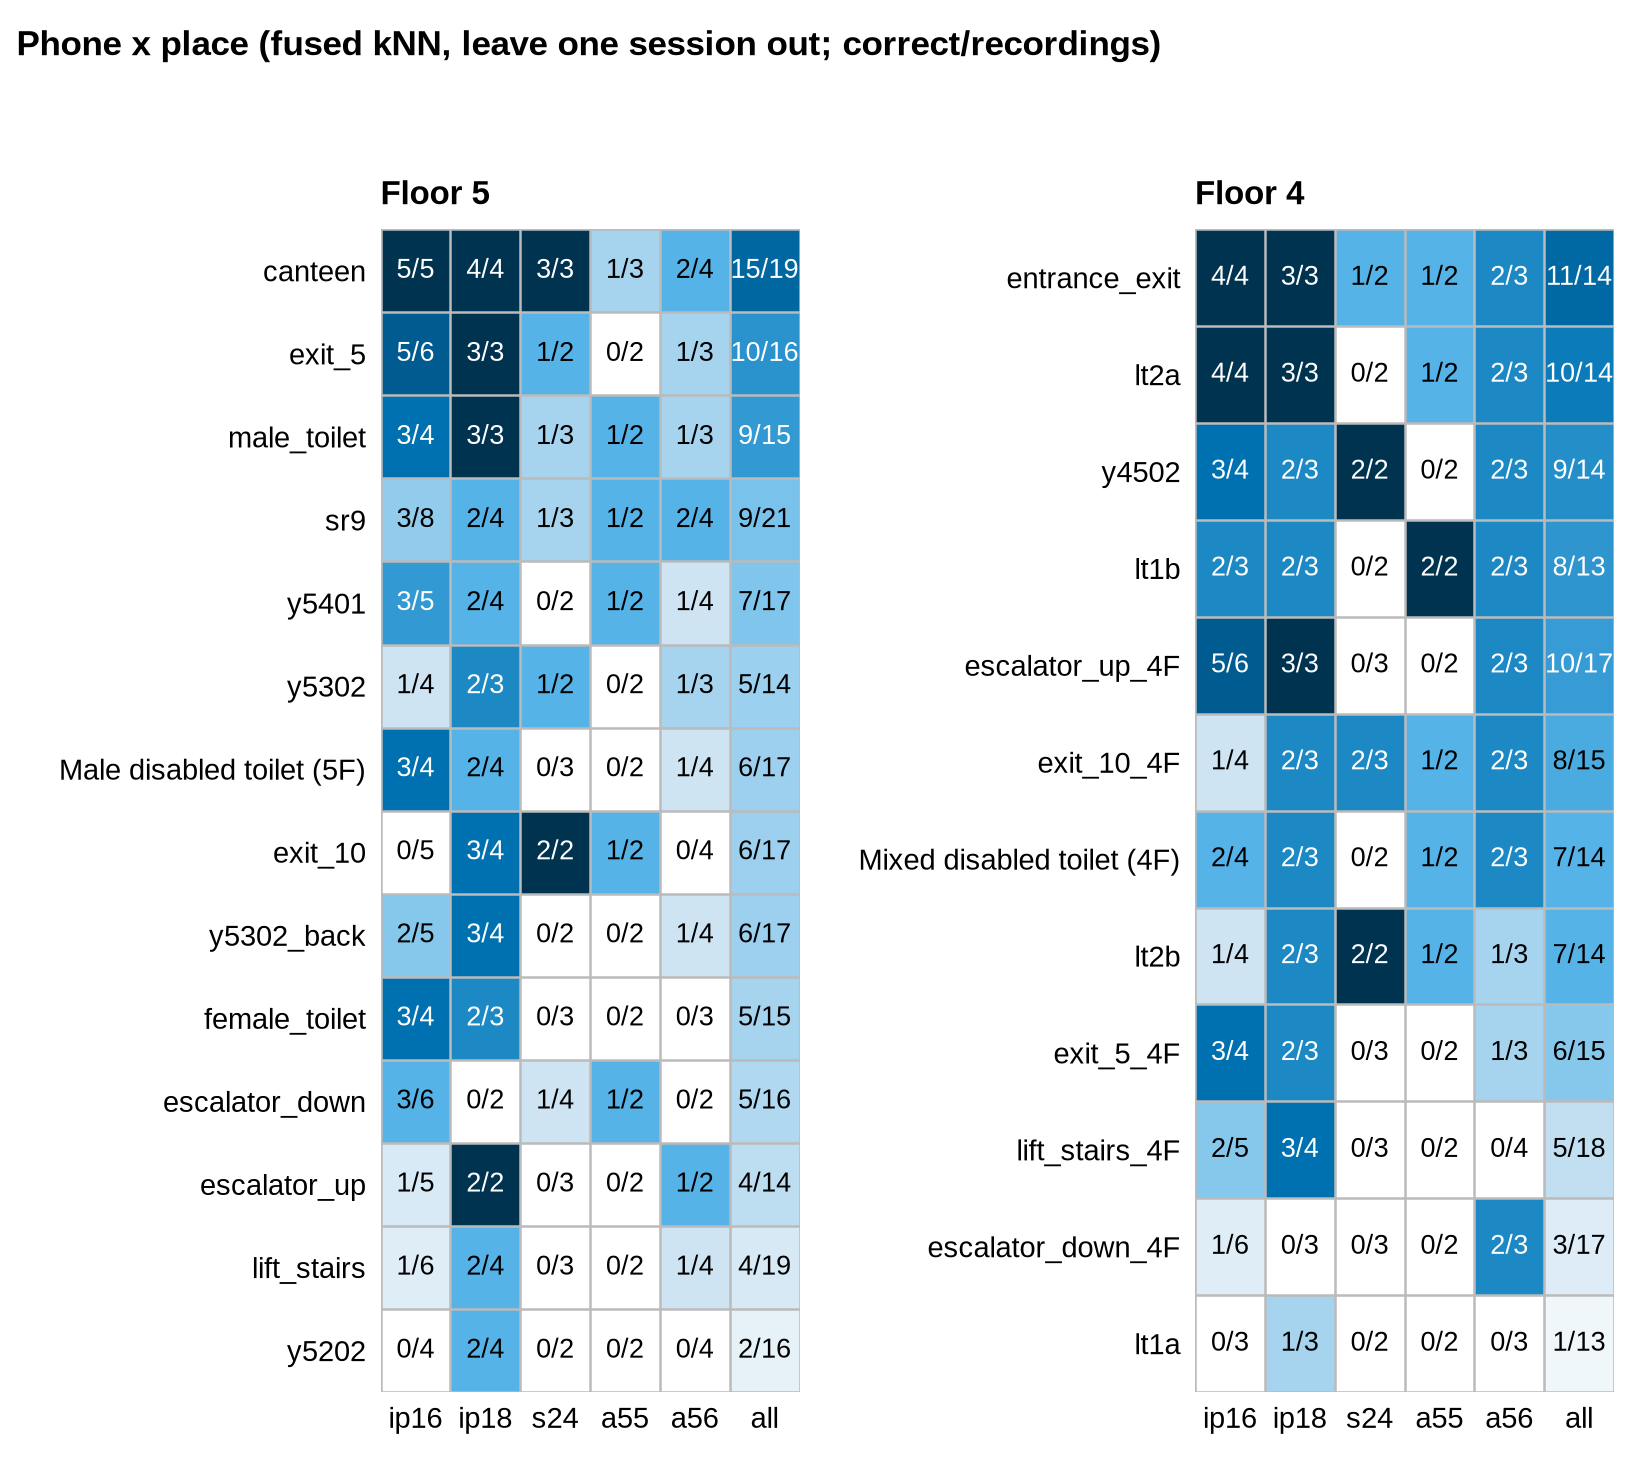 Phone x place (fused kNN, leave one session out; correct/recordings)
Floor 5
canteen 5/5 4/4 3/3 1/3 2/4 15/19
exit_5 5/6 3/3 1/2 0/2 1/3 10/16
male_toilet 3/4 3/3 1/3 1/2 1/3 9/15
sr9 3/8 2/4 1/3 1/2 2/4 9/21
y5401 3/5 2/4 0/2 1/2 1/4 7/17
y5302 1/4 2/3 1/2 0/2 1/3 5/14
Male disabled toilet (5F) 3/4 2/4 0/3 0/2 1/4 6/17
exit_10 0/5 3/4 2/2 1/2 0/4 6/17
y5302_back 2/5 3/4 0/2 0/2 1/4 6/17
female_toilet 3/4 2/3 0/3 0/2 0/3 5/15
escalator_down 3/6 0/2 1/4 1/2 0/2 5/16
escalator_up 1/5 2/2 0/3 0/2 1/2 4/14
lift_stairs 1/6 2/4 0/3 0/2 1/4 4/19
y5202 0/4 2/4 0/2 0/2 0/4 2/16
ip16 ip18 s24 a55 a56 all
Floor 4
entrance_exit 4/4 3/3 1/2 1/2 2/3 11/14
lt2a 4/4 3/3 0/2 1/2 2/3 10/14
y4502 3/4 2/3 2/2 0/2 2/3 9/14
lt1b 2/3 2/3 0/2 2/2 2/3 8/13
escalator_up_4F 5/6 3/3 0/3 0/2 2/3 10/17
exit_10_4F 1/4 2/3 2/3 1/2 2/3 8/15
Mixed disabled toilet (4F) 2/4 2/3 0/2 1/2 2/3 7/14
lt2b 1/4 2/3 2/2 1/2 1/3 7/14
exit_5_4F 3/4 2/3 0/3 0/2 1/3 6/15
lift_stairs_4F 2/5 3/4 0/3 0/2 0/4 5/18
escalator_down_4F 1/6 0/3 0/3 0/2 2/3 3/17
lt1a 0/3 1/3 0/2 0/2 0/3 1/13
ip16 ip18 s24 a55 a56 all